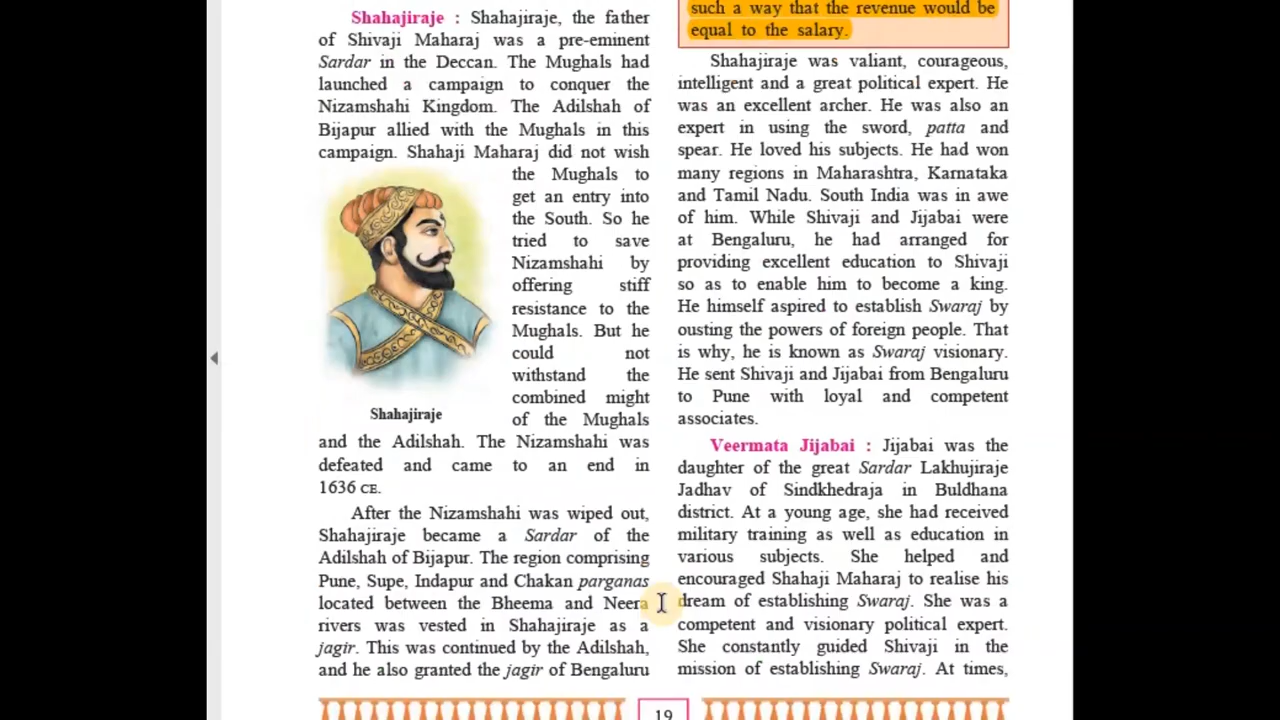 Shahajiraje : Shahajiraje, the father
of Shivaji Maharaj was a pre-eminent
Sardar in the Deccan. The Mughals had
launched a campaign to conquer the
Nizamshahi Kingdom. The Adilshah of
Bijapur allied with the Mughals in this
campaign. Shahaji Maharaj did not wish
the Mughals to
get an entry into
the South. So he
tried to save
Nizamshahi by
offering stiff
resistance to the
Mughals. But he
could not
withstand the
combined might
of the Mughals
Shahajiraje
and the Adilshah. The Nizamshahi was
defeated and came to an end in
1636 CE.
After the Nizamshahi was wiped out,
Shahajiraje became a Sardar of the
Adilshah of Bijapur. The region comprising
Pune, Supe, Indapur and Chakan parganas
located between the Bheema and Neera
rivers was vested in Shahajiraje as a
jagir. This was continued by the Adilshah,
and he also granted the jagir of Bengaluru
such a way that the revenue would be
equal to the salary.
Shahajiraje was valiant, courageous,
intelligent and a great political expert. He
was an excellent archer. He was also an
expert in using the sword, patta and
spear. He loved his subjects. He had won
many regions in Maharashtra, Karnataka
and Tamil Nadu. South India was in awe
of him. While Shivaji and Jijabai were
at Bengaluru, he had arranged for
providing excellent education to Shivaji
so as to enable him to become a king.
He himself aspired to establish Swaraj by
ousting the powers of foreign people. That
is why, he is known as Swaraj visionary.
He sent Shivaji and Jijabai from Bengaluru
to Pune with loyal and competent
associates.
Veermata Jijabai : Jijabai was the
daughter of the great Sardar Lakhujiraje
Jadhav of Sindkhedraja in Buldhana
district. At a young age, she had received
military training as well as education in
various subjects. She helped and
encouraged Shahaji Maharaj to realise his
dream of establishing Swaraj. She was a
competent and visionary political expert.
She constantly guided Shivaji in the
mission of establishing Swaraj. At times,
19